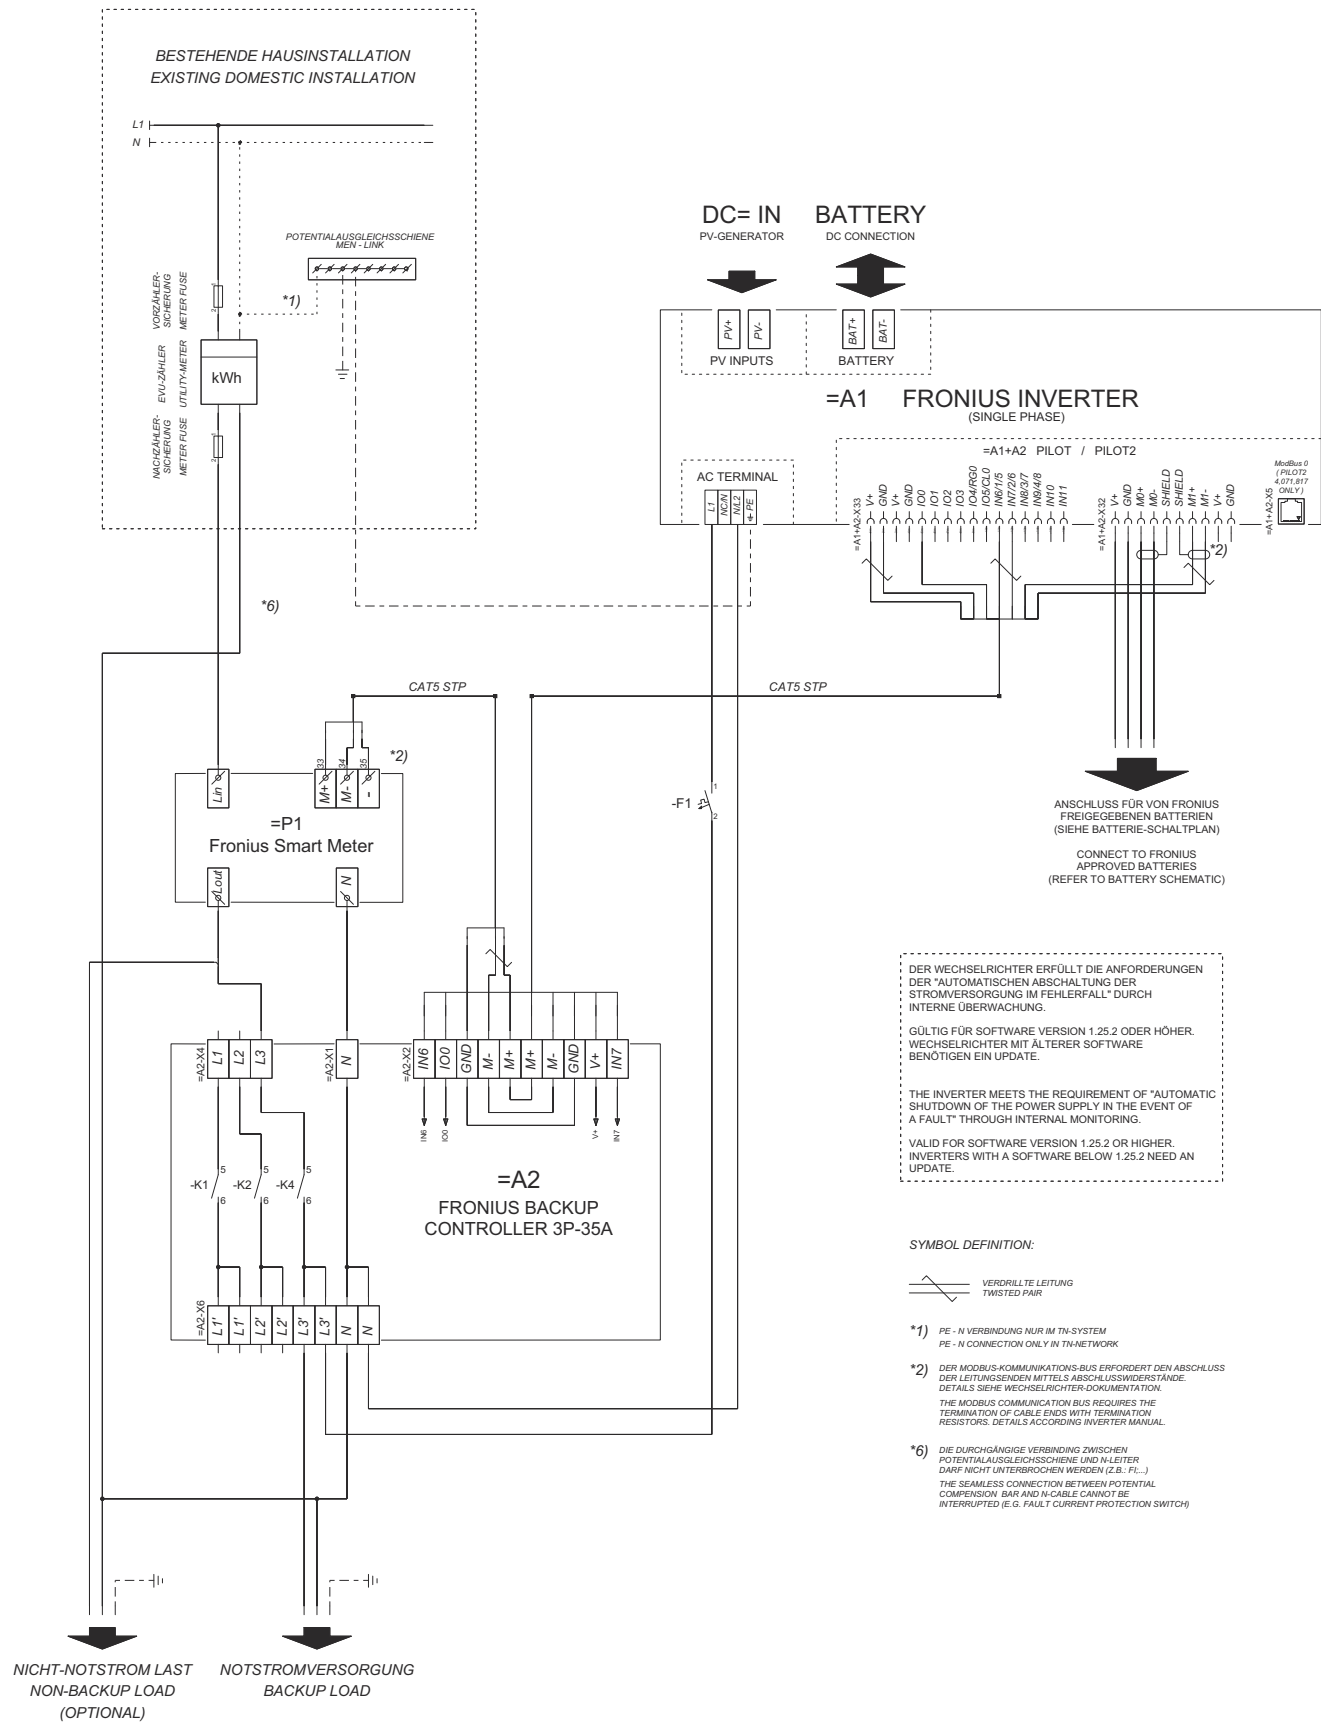 BESTEHENDE HAUSINSTALLATION
EXISTING DOMESTIC INSTALLATION
L1
N
POTENTIALAUSGLEICHSSCHIENE
MEN - LINK
*1)
VORZÄHLER-
SICHERUNG
METER FUSE
1
2
EVU-ZÄHLER
UTILITY-METER
kWh
NACHZÄHLER-
SICHERUNG
METER FUSE
1
2
*6)
DC= IN
PV-GENERATOR
BATTERY
DC CONNECTION
PV+
PV-
PV INPUTS
BAT+
BAT-
BATTERY
=A1 FRONIUS INVERTER
(SINGLE PHASE)
AC TERMINAL
L1
NC/N
N/L2
PE
=A1+A2 PILOT / PILOT2
=A1+A2-X33
V+
GND
V+
GND
IO0
IO1
IO2
IO3
IO4/RG0
IO5/CL0
IN6/1/5
IN7/2/6
IN8/3/7
IN9/4/8
IN10
IN11
=A1+A2-X32
V+
GND
M0+
M0-
SHIELD
SHIELD
M1+
M1-
V+
GND
ModBus 0
( PILOT2
4,071,817
ONLY )
=A1+A2-X5
*2)
CAT5 STP
CAT5 STP
Lin
33
34
35
M+
M-
-
*2)
=P1
Fronius Smart Meter
Lout
N
-F1
1
2
ANSCHLUSS FÜR VON FRONIUS
FREIGEGEBENEN BATTERIEN
(SIEHE BATTERIE-SCHALTPLAN)
CONNECT TO FRONIUS
APPROVED BATTERIES
(REFER TO BATTERY SCHEMATIC)
DER WECHSELRICHTER ERFÜLLT DIE ANFORDERUNGEN
DER "AUTOMATISCHEN ABSCHALTUNG DER
STROMVERSORGUNG IM FEHLERFALL" DURCH
INTERNE ÜBERWACHUNG.
GÜLTIG FÜR SOFTWARE VERSION 1.25.2 ODER HÖHER.
WECHSELRICHTER MIT ÄLTERER SOFTWARE
BENÖTIGEN EIN UPDATE.
THE INVERTER MEETS THE REQUIREMENT OF "AUTOMATIC
SHUTDOWN OF THE POWER SUPPLY IN THE EVENT OF
A FAULT" THROUGH INTERNAL MONITORING.
VALID FOR SOFTWARE VERSION 1.25.2 OR HIGHER.
INVERTERS WITH A SOFTWARE BELOW 1.25.2 NEED AN
UPDATE.
=A2-X4
L1
L2
L3
=A2-X1
N
=A2-X2
IN6
IO0
GND
M-
M+
M+
M-
GND
V+
IN7
IN6
IO0
V+
IN7
-K1
5
6
-K2
5
6
-K4
5
6
=A2
FRONIUS BACKUP
CONTROLLER 3P-35A
=A2-X6
L1'
L1'
L2'
L2'
L3'
L3'
N
N
SYMBOL DEFINITION:
VERDRILLTE LEITUNG
TWISTED PAIR
*1) PE - N VERBINDUNG NUR IM TN-SYSTEM
PE - N CONNECTION ONLY IN TN-NETWORK
*2) DER MODBUS-KOMMUNIKATIONS-BUS ERFORDERT DEN ABSCHLUSS
DER LEITUNGSENDEN MITTELS ABSCHLUSSWIDERSTÄNDE.
DETAILS SIEHE WECHSELRICHTER-DOKUMENTATION.
THE MODBUS COMMUNICATION BUS REQUIRES THE
TERMINATION OF CABLE ENDS WITH TERMINATION
RESISTORS. DETAILS ACCORDING INVERTER MANUAL.
*6) DIE DURCHGÄNGIGE VERBINDUNG ZWISCHEN
POTENTIALAUSGLEICHSSCHIENE UND N-LEITER
DARF NICHT UNTERBROCHEN WERDEN (Z.B.: FI;...)
THE SEAMLESS CONNECTION BETWEEN POTENTIAL
COMPENSION BAR AND N-CABLE CANNOT BE
INTERRUPTED (E.G. FAULT CURRENT PROTECTION SWITCH)
NICHT-NOTSTROM LAST
NON-BACKUP LOAD
(OPTIONAL)
NOTSTROMVERSORGUNG
BACKUP LOAD